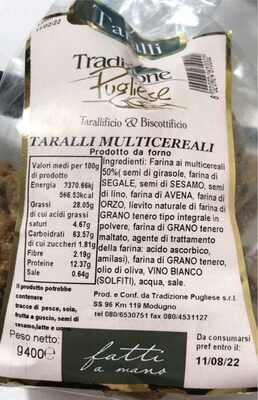 11/08/22
Taralli
Tradizione
Pugliese
Tarallificio & Biscottificio
TARALLI MULTICEREALI
Prodotto da forno
Valori medi per 100g
di prodotto
Energia 2370.66kj
566.53kcal
Grassi 28.05g
di cui acidi grassi
saturi 4.67g
Carboidrati 63.57g
di cui zuccheri 1.81g
Fibre 2.19g
Proteine 12.37g
Sale 0.64g
Ingredienti: Farina ai multicereali
50%( semi di girasole, farina di
SEGALE, semi di SESAMO, semi
di lino, farina di AVENA, farina di
ORZO, lievito naturale di farina di
GRANO tenero tipo integrale in
polvere, farina di GRANO tenero
maltato, agente di trattamento
della farina: acido ascorbico,
amilasi), farina di GRANO tenero,
olio di oliva, VINO BIANCO
(SOLFITI), acqua, sale.
il prodotto potrebbe
contenere
tracce di pesce, soia,
frutta a guscio, semi di
sesamo/latte e
Prod. e Conf. da Tradizione Pugliese s.r.l.
SS 96 Km 119 Modugno
tel 080/6530751 fax 080/4531127
Peso netto:
9400e
fatti
a mano
Da consumarsi
pref entro il:
11/08/22